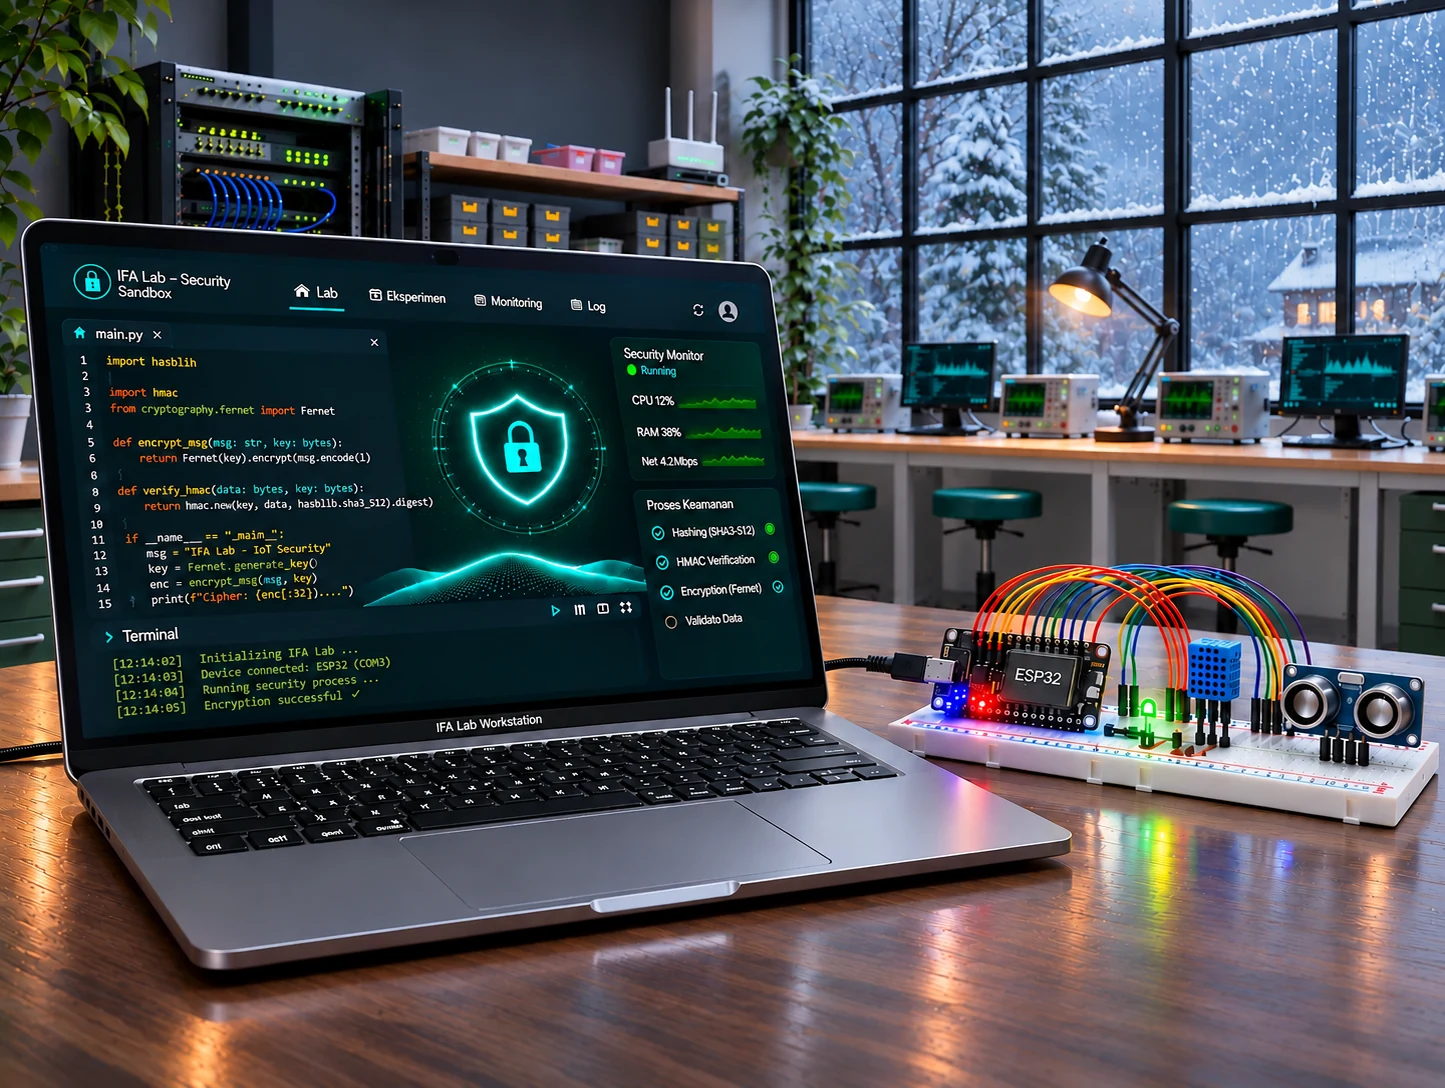 IFA Lab – Security
Sandbox
Lab
Eksperimen
Monitoring
Log
main.py ×
1 import hasblih
2
3 import hmac
3 from cryptography.fernet import Fernet
4
5 def encrypt_msg(msg: str, key: bytes):
6 return Fernet(key).encrypt(msg.encode(1)
6
8 def verify_hmac(data: bytes, key: bytes):
9 return hmac.new(key, data, hasbllb.sha3_S12).digest)
10
11 if __name___ == "_maim__":
12 msg = "IFA Lab - IoT Security"
13 key = Fernet.generate_key()
14 enc = encrypt_msg(msg, key)
15 print(f"Cipher: {enc[:32})....")
Security Monitor
Running
CPU 12%
RAM 38%
Net 4.2Mbps
Proses Keamanan
Hashing (SHA3-S12)
HMAC Verification
Encryption (Fernet)
Validato Data
Terminal
[12:14:02] Initializing IFA Lab ...
[12:14:03] Device connected: ESP32 (COM3)
[12:14:04] Running security process ...
[12:14:05] Encryption successful ✓
IFA Lab Workstation
ESP32